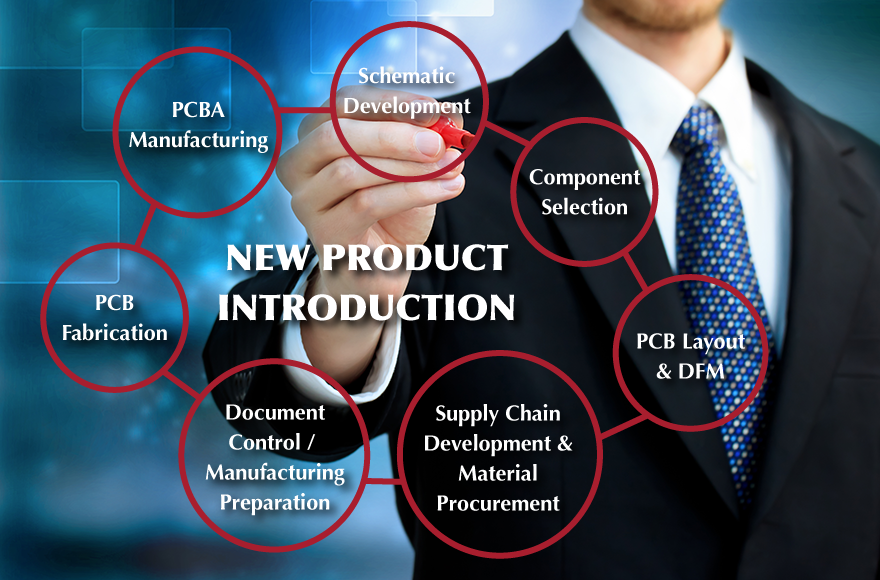 Schematic
Development
PCBA
Manufacturing
Component
Selection
NEW PRODUCT
INTRODUCTION
PCB
Fabrication
PCB Layout
& DFM
Document
Control /
Manufacturing
Preparation
Supply Chain
Development &
Material
Procurement